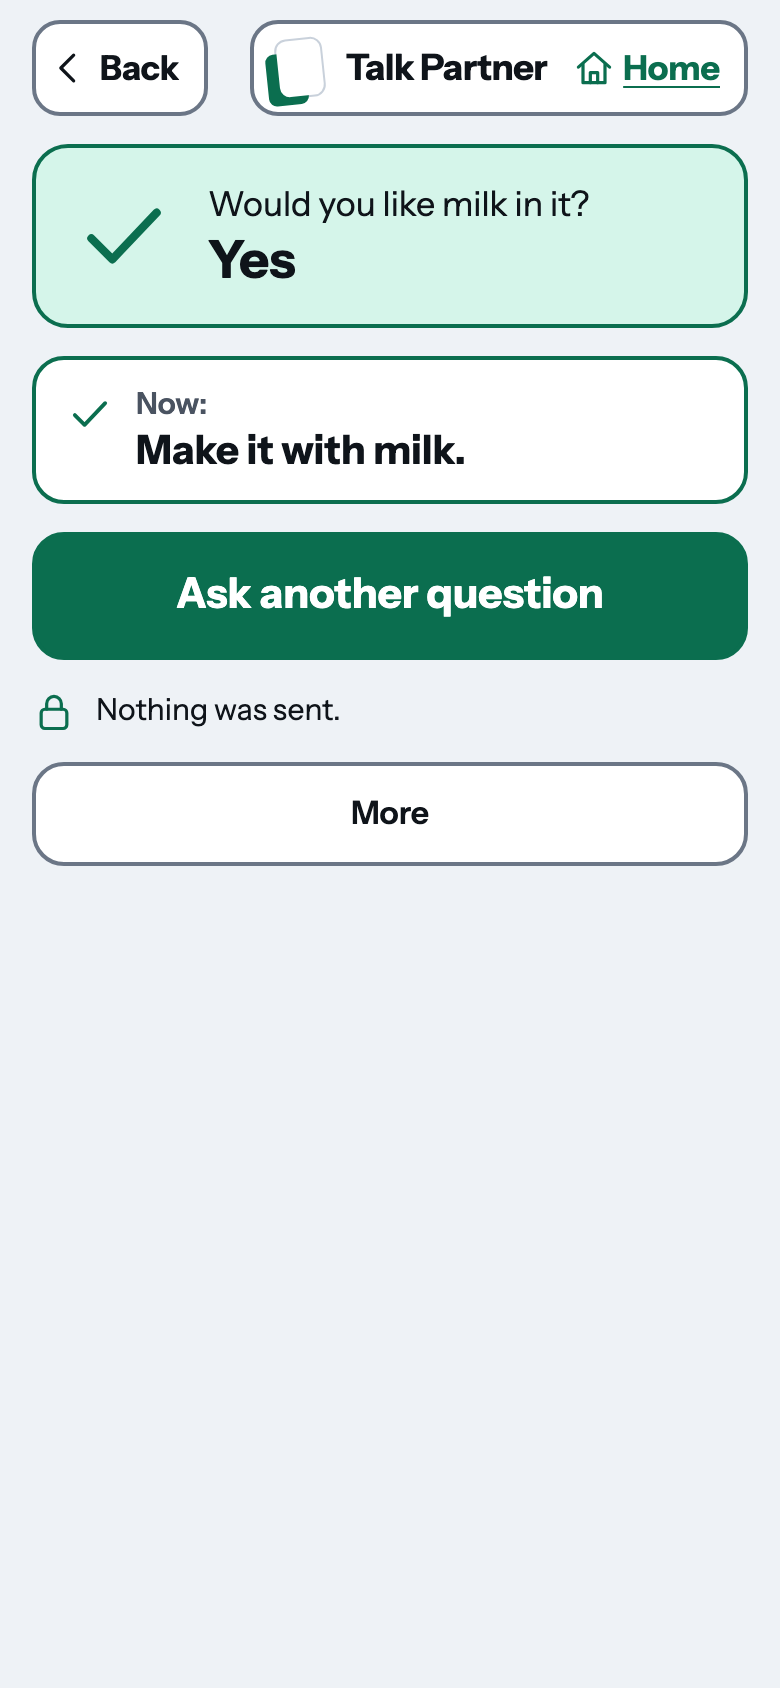 Back
Talk Partner
Home
Would you like milk in it?
Yes
Now:
Make it with milk.
Ask another question
Nothing was sent.
More